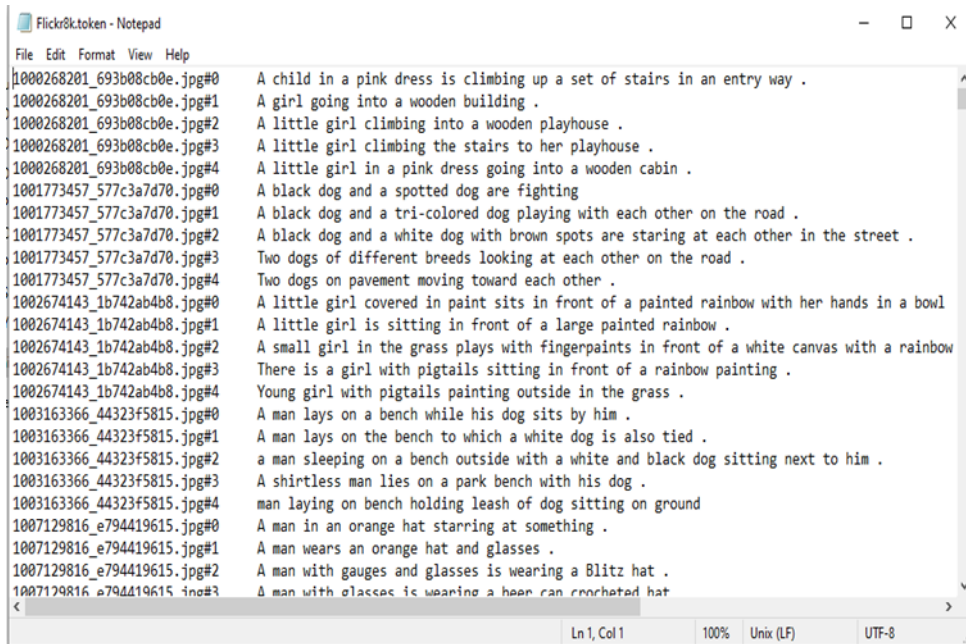 Flickr8k.token - Notepad
File Edit Format View Help
1000268201_693b08cb0e.jpg#0 A child in a pink dress is climbing up a set of stairs in an entry way .
1000268201_693b08cb0e.jpg#1 A girl going into a wooden building .
1000268201_693b08cb0e.jpg#2 A little girl climbing into a wooden playhouse .
1000268201_693b08cb0e.jpg#3 A little girl climbing the stairs to her playhouse .
1000268201_693b08cb0e.jpg#4 A little girl in a pink dress going into a wooden cabin .
1001773457_577c3a7d70.jpg#0 A black dog and a spotted dog are fighting
1001773457_577c3a7d70.jpg#1 A black dog and a tri-colored dog playing with each other on the road .
1001773457_577c3a7d70.jpg#2 A black dog and a white dog with brown spots are staring at each other in the street .
1001773457_577c3a7d70.jpg#3 Two dogs of different breeds looking at each other on the road .
1001773457_577c3a7d70.jpg#4 Two dogs on pavement moving toward each other .
1002674143_1b742ab4b8.jpg#0 A little girl covered in paint sits in front of a painted rainbow with her hands in a bowl
1002674143_1b742ab4b8.jpg#1 A little girl is sitting in front of a large painted rainbow .
1002674143_1b742ab4b8.jpg#2 A small girl in the grass plays with fingerpaints in front of a white canvas with a rainbow
1002674143_1b742ab4b8.jpg#3 There is a girl with pigtails sitting in front of a rainbow painting .
1002674143_1b742ab4b8.jpg#4 Young girl with pigtails painting outside in the grass .
1003163366_44323f5815.jpg#0 A man lays on a bench while his dog sits by him .
1003163366_44323f5815.jpg#1 A man lays on the bench to which a white dog is also tied .
1003163366_44323f5815.jpg#2 a man sleeping on a bench outside with a white and black dog sitting next to him .
1003163366_44323f5815.jpg#3 A shirtless man lies on a park bench with his dog .
1003163366_44323f5815.jpg#4 man laying on bench holding leash of dog sitting on ground
1007129816_e794419615.jpg#0 A man in an orange hat starring at something .
1007129816_e794419615.jpg#1 A man wears an orange hat and glasses .
1007129816_e794419615.jpg#2 A man with gauges and glasses is wearing a Blitz hat .
1007129816_e794419615.jpg#3 A man with glasses is wearing a beer can crocheted hat
Ln 1, Col 1 100% Unix (LF) UTF-8